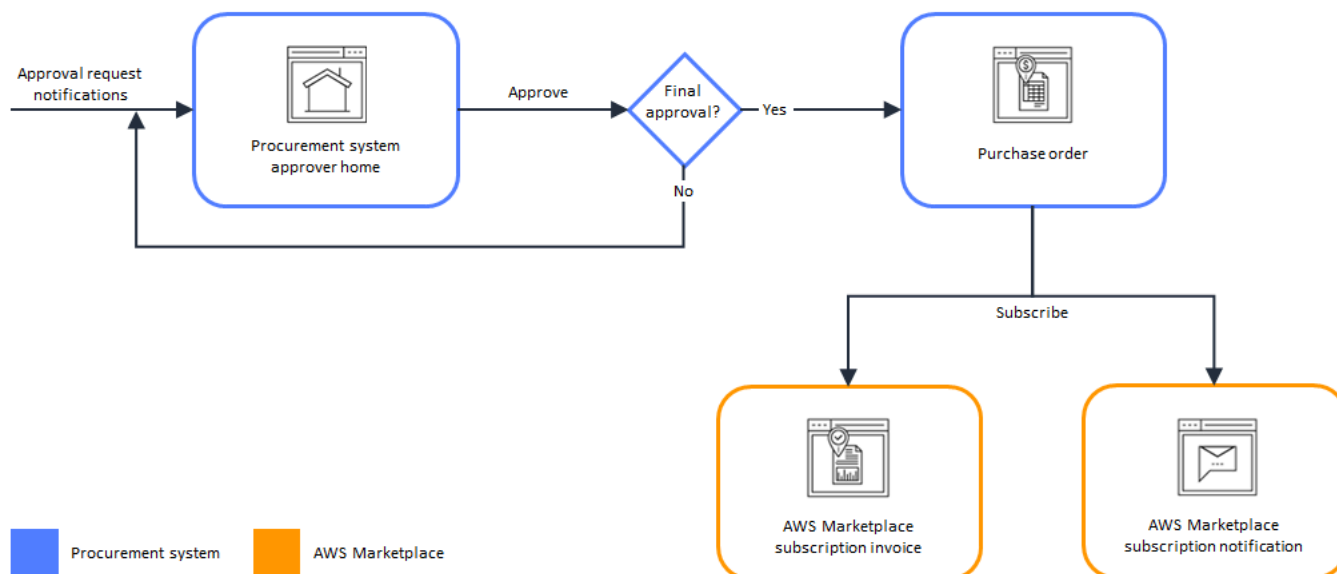 Approval request
notifications
Procurement system
approver home
Approve
Final
approval?
Yes
No
$
Purchase order
Subscribe
AWS Marketplace
subscription invoice
AWS Marketplace
subscription notification
Procurement system
AWS Marketplace